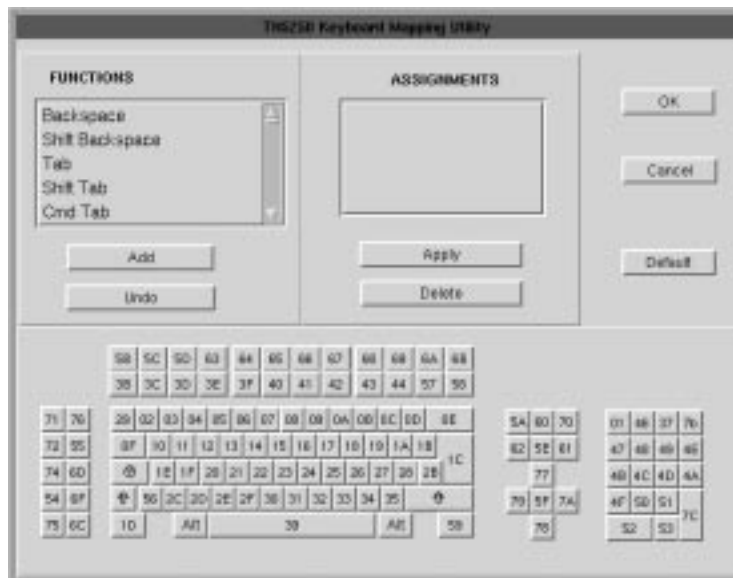 TN5250 Keyboard Mapping Utility
FUNCTIONS
Backspace
Shift Backspace
Tab
Shift Tab
Cmd Tab
Add
Undo
ASSIGNMENTS
Apply
Delete
OK
Cancel
Default
5B 5C 5D 63 64 65 66 67 68 69 6A 6B
3B 3C 3D 3E 3F 40 41 42 43 44 57 58
71 76 29 02 03 04 05 06 07 08 09 0A 0B 0C 0D 0E 5A 60 70 01 46 37 7b
72 55 0F 10 11 12 13 14 15 16 17 18 19 1A 1B 1C 62 5E 61 47 48 49 4E
74 6D 1E 1F 20 21 22 23 24 25 26 27 28 2B 77 4B 4C 4D 4A
54 6F 56 2C 2D 2E 2F 30 31 32 33 34 35 79 5F 7A 4F 50 51 7C
75 6C 1D Alt 39 Alt 59 78 52 53